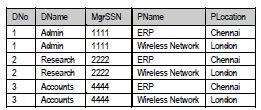 DNo DName MgrSSN PName PLocation
1 Admin 1111 ERP Chennai
1 Admin 1111 Wireless Network London
2 Research 2222 ERP Chennai
2 Research 2222 Wireless Network London
3 Accounts 4444 ERP Chennai
3 Accounts 4444 Wireless Network London